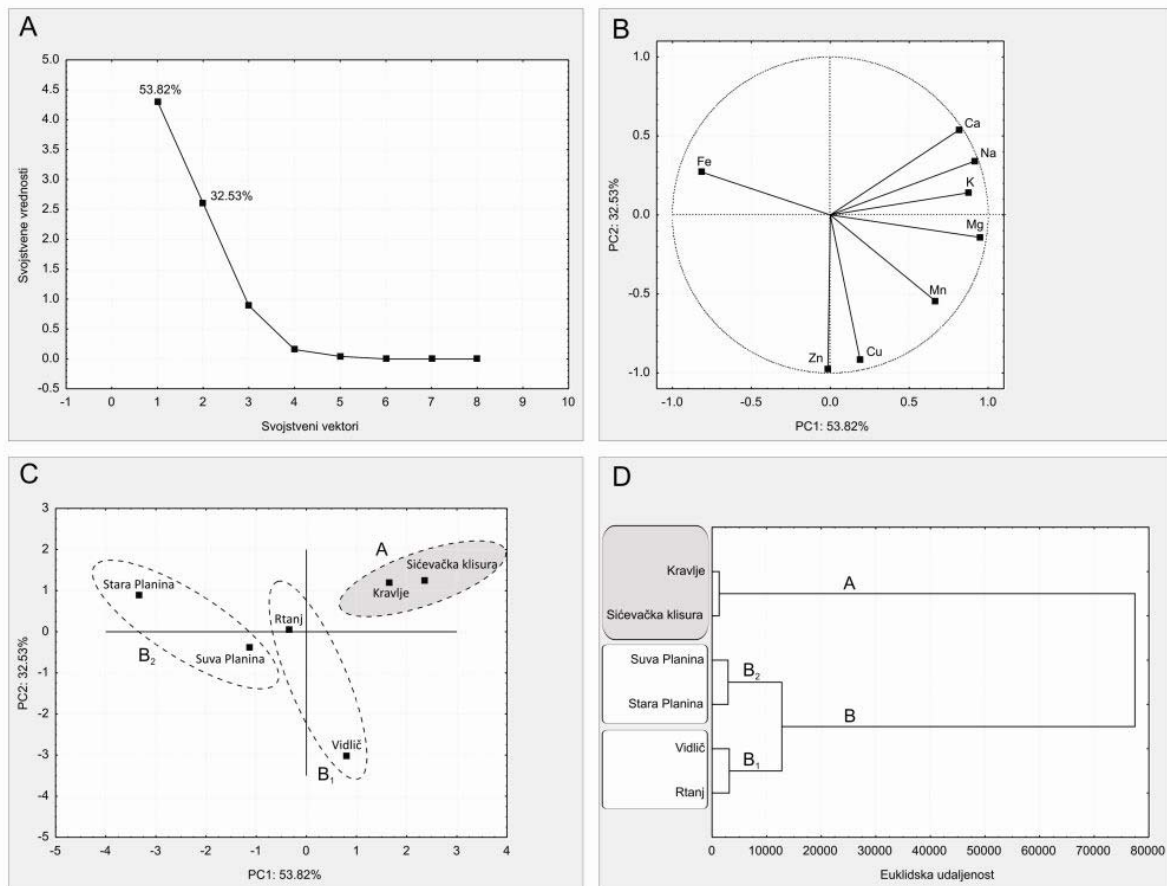 A
5.0
4.5
4.0
3.5
3.0
2.5
2.0
1.5
1.0
0.5
0.0
-0.5
53.82%
32.53%
Svojstvene vrednosti
-1 0 1 2 3 4 5 6 7 8 9 10
Svojstveni vektori
B
1.0
0.5
0.0
-0.5
-1.0
PC2: 32.53%
Ca
Na
Fe
K
Mg
Mn
Zn
Cu
-1.0 -0.5 0.0 0.5 1.0
PC1: 53.82%
C
3
2
1
0
-1
-2
-3
-4
-5
PC2: 32.53%
A
Sićevačka klisura
Kravlje
Stara Planina
Rtanj
B2
Suva Planina
Vidlič
B1
-5 -4 -3 -2 -1 0 1 2 3 4
PC1: 53.82%
D
Kravlje
A
Sićevačka klisura
Suva Planina
B2
Stara Planina
B
Vidlič
B1
Rtanj
0 10000 20000 30000 40000 50000 60000 70000 80000
Euklidska udaljenost